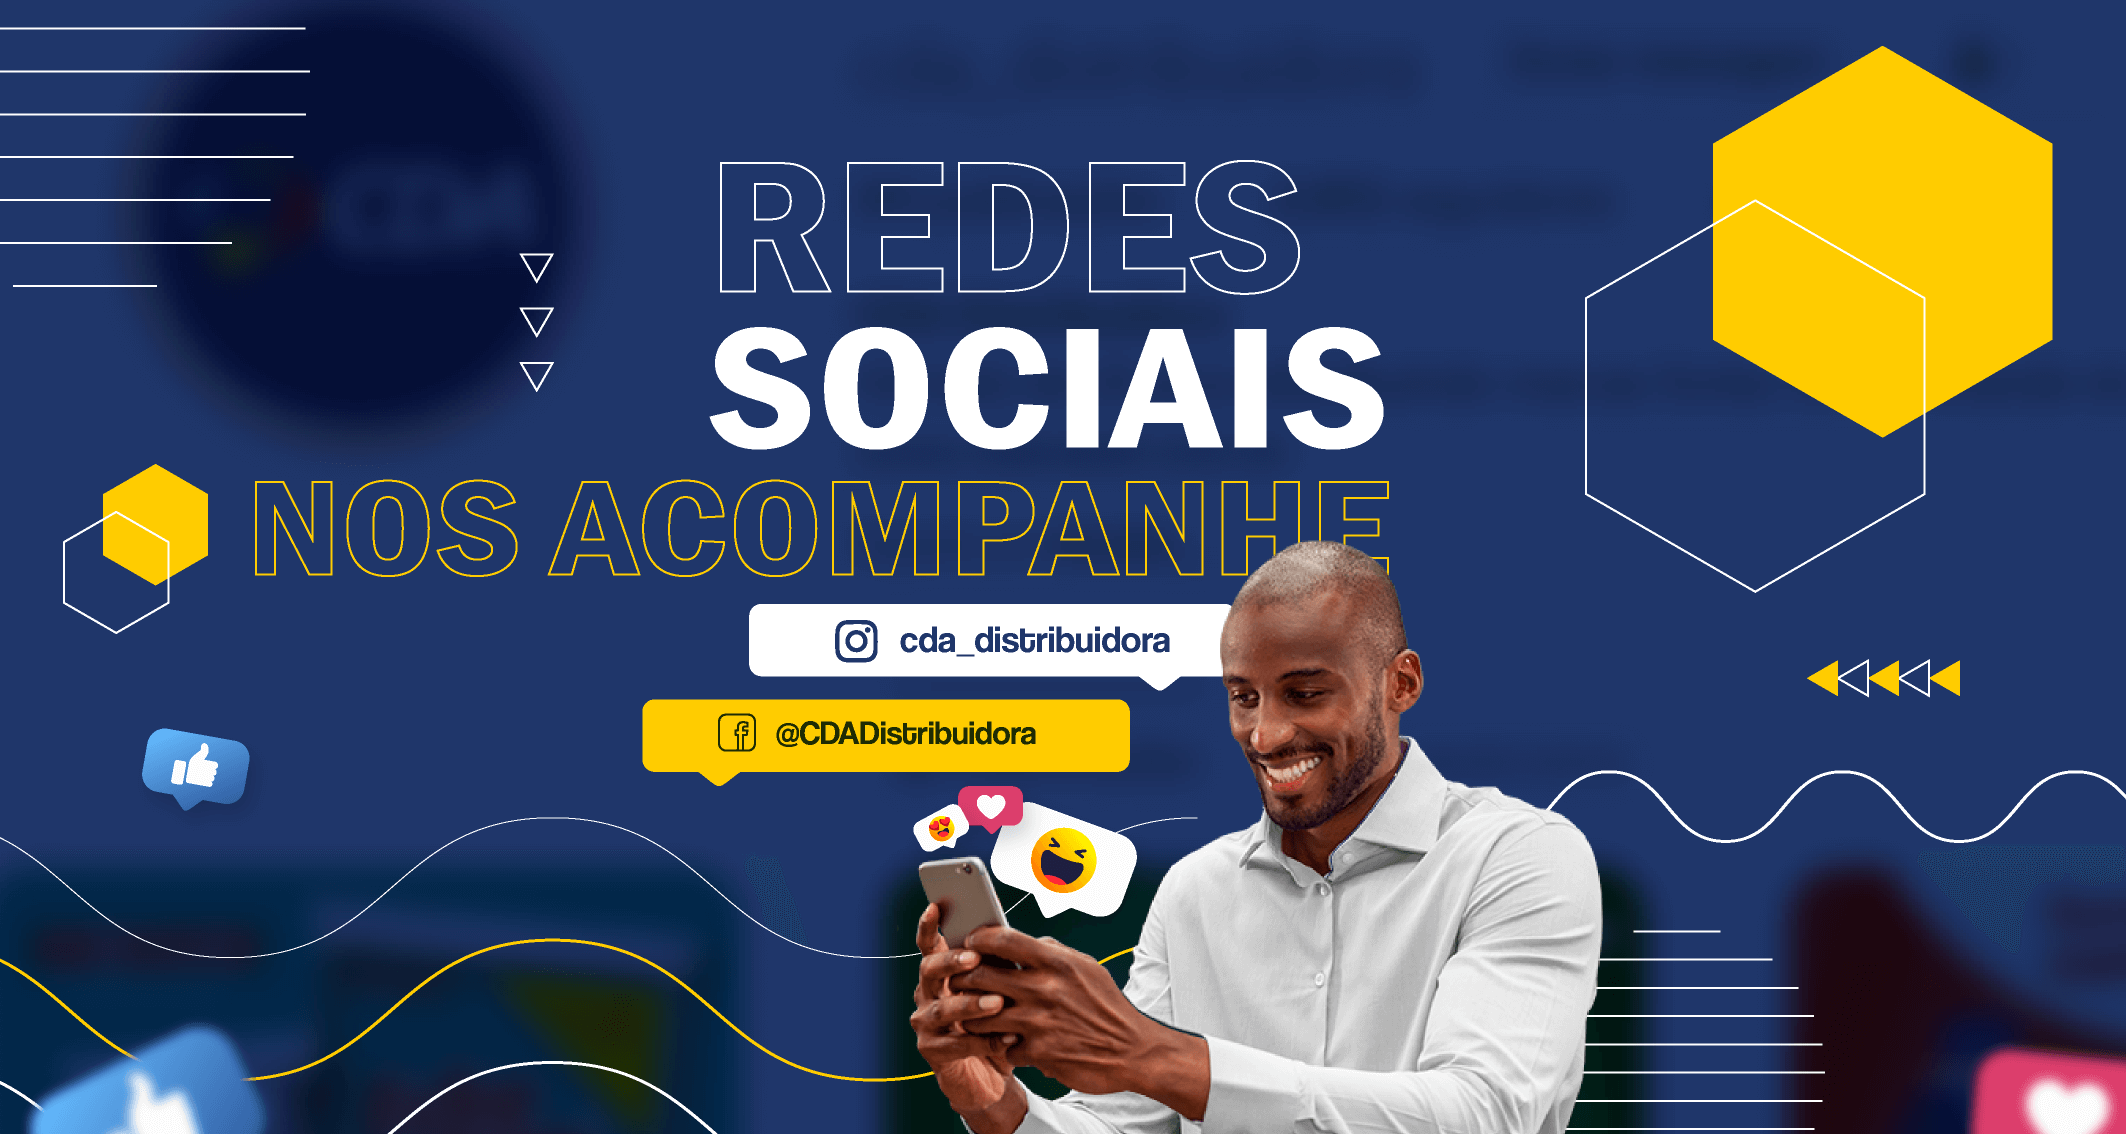 REDES
SOCIAIS
NOS ACOMPANHE
cda_distribuidora
@CDADistribuidora